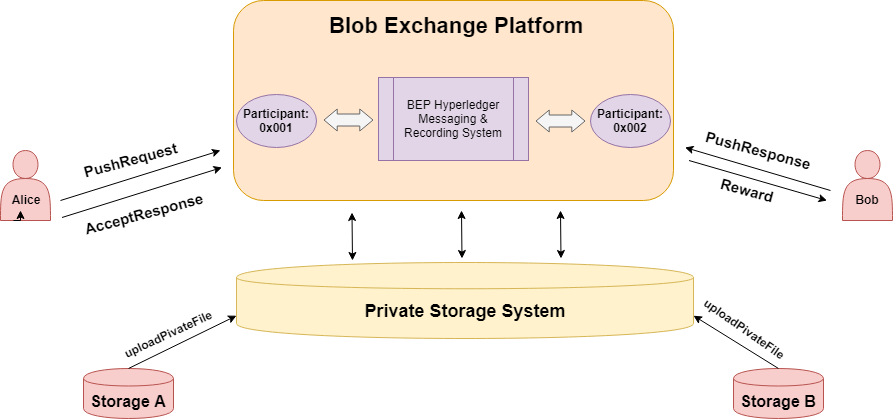 Blob Exchange Platform
Participant:
0x001
BEP Hyperledger
Messaging &
Recording System
Participant:
0x002
PushRequest
AcceptResponse
Alice
PushResponse
Reward
Bob
Private Storage System
uploadPivateFile
uploadPivateFile
Storage A
Storage B